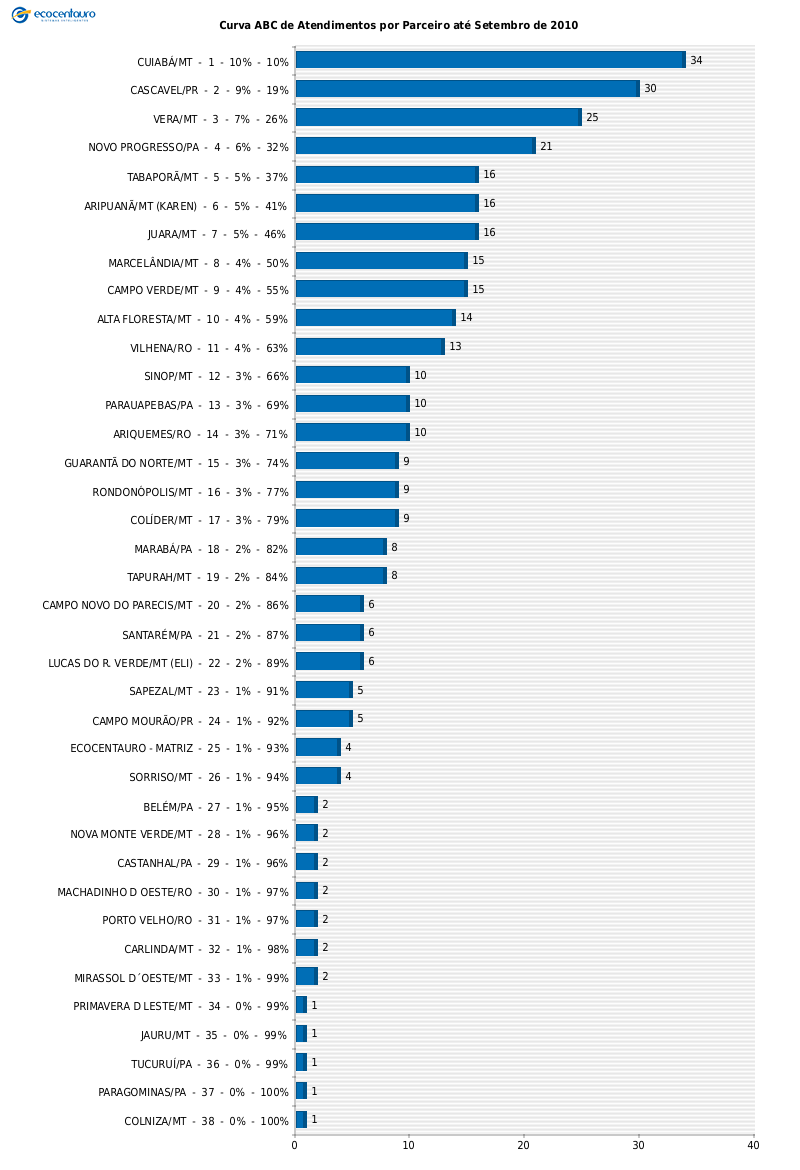 ecocentauro
Curva ABC de Atendimentos por Parceiro até Setembro de 2010
CUIABÁ/MT - 1 - 10% - 10% 34
CASCAVEL/PR - 2 - 9% - 19% 30
VERA/MT - 3 - 7% - 26% 25
NOVO PROGRESSO/PA - 4 - 6% - 32% 21
TABAPORÃ/MT - 5 - 5% - 37% 16
ARIPUANÃ/MT (KAREN) - 6 - 5% - 41% 16
JUARA/MT - 7 - 5% - 46% 16
MARCELÂNDIA/MT - 8 - 4% - 50% 15
CAMPO VERDE/MT - 9 - 4% - 55% 15
ALTA FLORESTA/MT - 10 - 4% - 59% 14
VILHENA/RO - 11 - 4% - 63% 13
SINOP/MT - 12 - 3% - 66% 10
PARAUAPEBAS/PA - 13 - 3% - 69% 10
ARIQUEMES/RO - 14 - 3% - 71% 10
GUARANTÃ DO NORTE/MT - 15 - 3% - 74% 9
RONDONÓPOLIS/MT - 16 - 3% - 77% 9
COLÍDER/MT - 17 - 3% - 79% 9
MARABÁ/PA - 18 - 2% - 82% 8
TAPURAH/MT - 19 - 2% - 84% 8
CAMPO NOVO DO PARECIS/MT - 20 - 2% - 86% 6
SANTARÉM/PA - 21 - 2% - 87% 6
LUCAS DO R. VERDE/MT (ELI) - 22 - 2% - 89% 6
SAPEZAL/MT - 23 - 1% - 91% 5
CAMPO MOURÃO/PR - 24 - 1% - 92% 5
ECOCENTAURO - MATRIZ - 25 - 1% - 93% 4
SORRISO/MT - 26 - 1% - 94% 4
BELÉM/PA - 27 - 1% - 95% 2
NOVA MONTE VERDE/MT - 28 - 1% - 96% 2
CASTANHAL/PA - 29 - 1% - 96% 2
MACHADINHO D OESTE/RO - 30 - 1% - 97% 2
PORTO VELHO/RO - 31 - 1% - 97% 2
CARLINDA/MT - 32 - 1% - 98% 2
MIRASSOL D´OESTE/MT - 33 - 1% - 99% 2
PRIMAVERA D LESTE/MT - 34 - 0% - 99% 1
JAURU/MT - 35 - 0% - 99% 1
TUCURUÍ/PA - 36 - 0% - 99% 1
PARAGOMINAS/PA - 37 - 0% - 100% 1
COLNIZA/MT - 38 - 0% - 100% 1
0 10 20 30 40